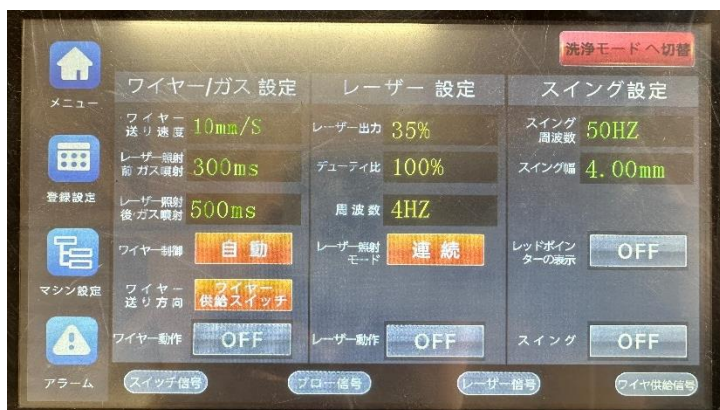 洗浄モード へ切替
メニュー
登録設定
マシン設定
アラーム
ワイヤー/ガス 設定
ワイヤー
送り速度
10mm/S
レーザー照射
前 ガス噴射
300ms
レーザー照射
後・ガス噴射
500ms
ワイヤー制御
自動
ワイヤー
送り方向
ワイヤー
供給スイッチ
ワイヤー動作
OFF
レーザー 設定
レーザー出力
35%
デューティ比
100%
周波数
4HZ
レーザー照射
モード
連続
レーザー動作
OFF
スイング設定
スイング
周波数
50HZ
スイング幅
4.00mm
レッドポイン
ターの表示
OFF
スイング
OFF
スイッチ信号
ブロー信号
レーザー信号
ワイヤ供給信号